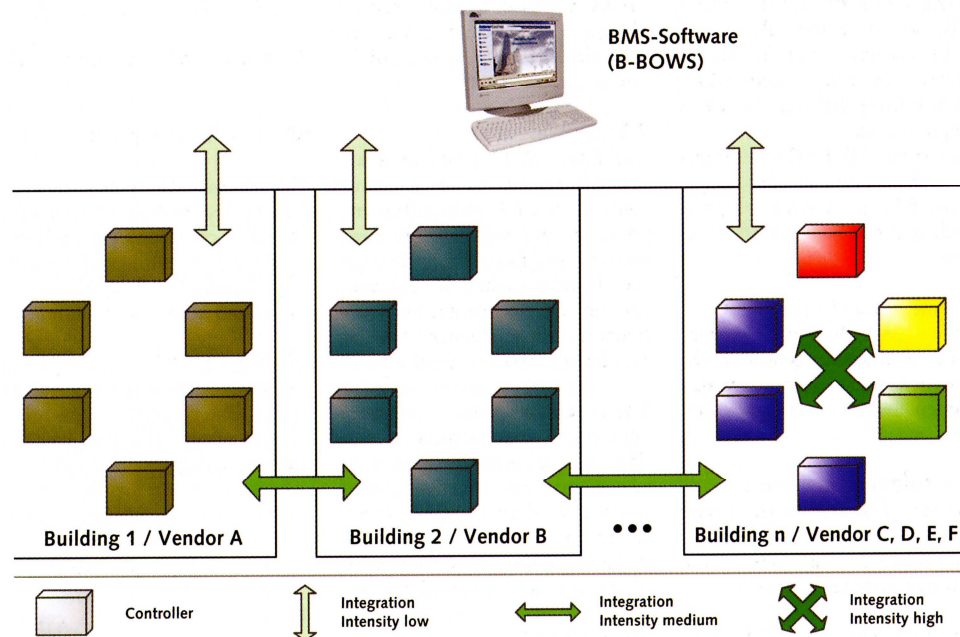 BMS-Software
(B-BOWS)
Building 1 / Vendor A
Building 2 / Vendor B
...
Building n / Vendor C, D, E, F
Controller
Integration
Intensity low
Integration
Intensity medium
Integration
Intensity high